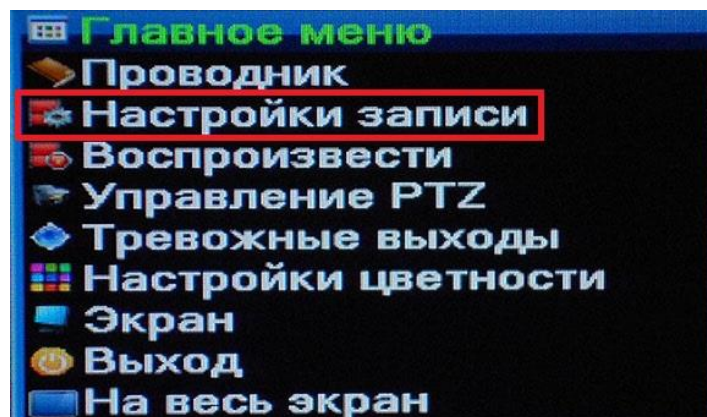 Главное меню
Проводник
Настройки записи
Воспроизвести
Управление PTZ
Тревожные выходы
Настройки цветности
Экран
Выход
На весь экран